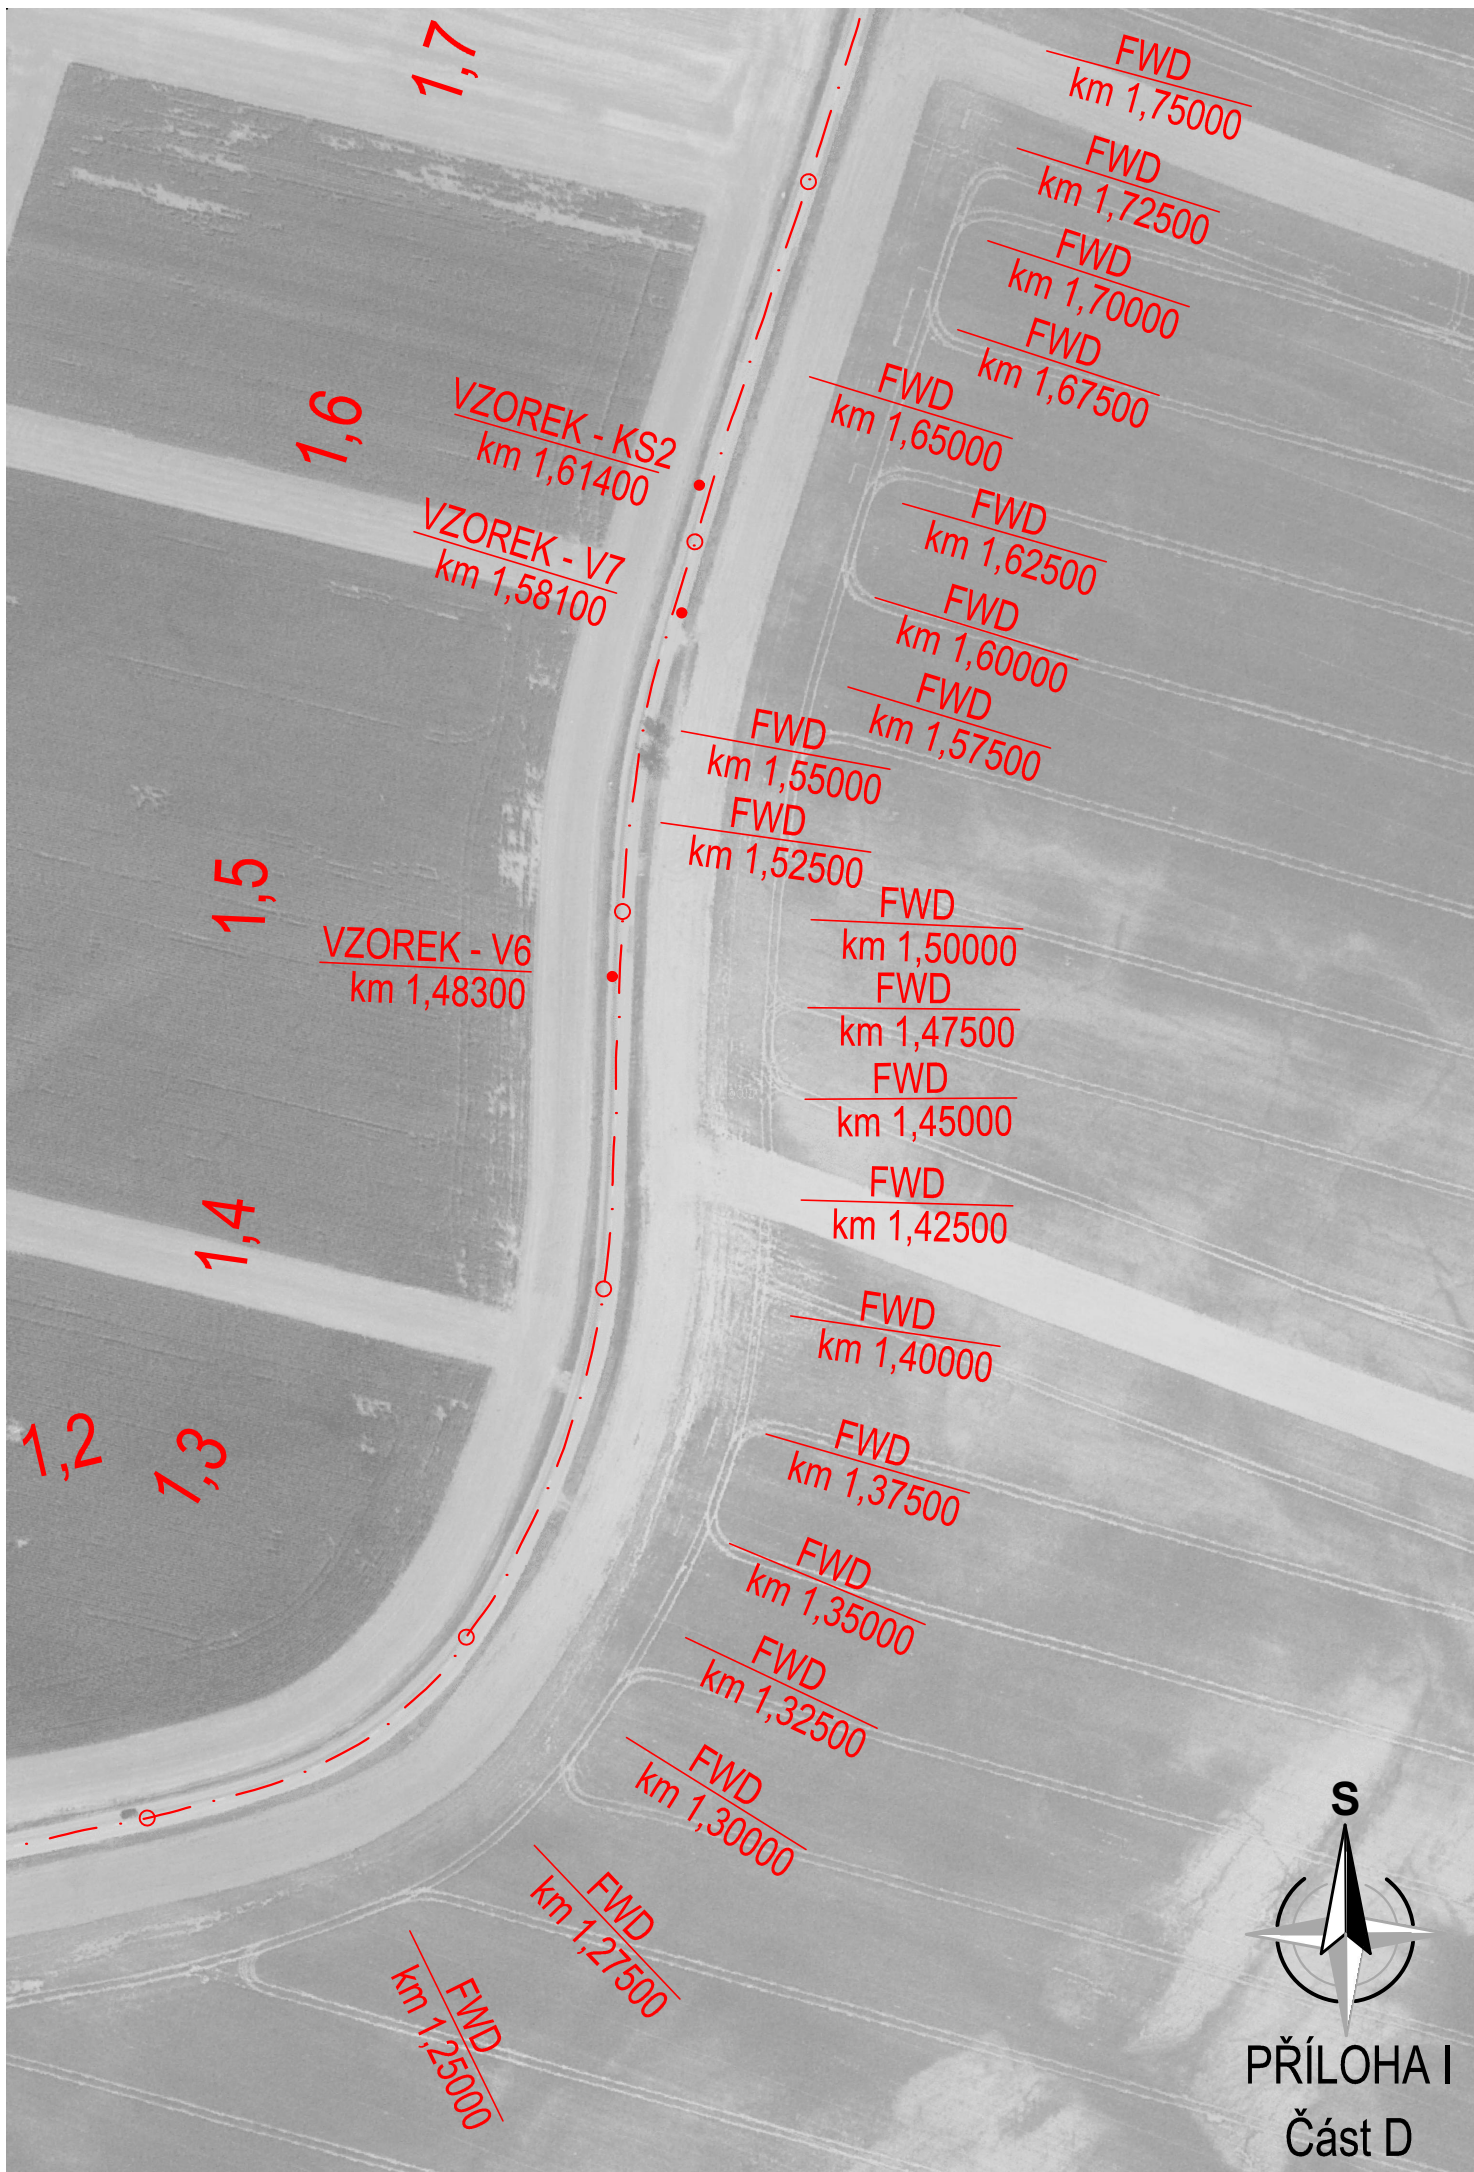 1,7
FWD
km 1,75000
FWD
km 1,72500
FWD
km 1,70000
FWD
km 1,67500
FWD
km 1,65000
1,6
VZOREK - KS2
km 1,61400
VZOREK - V7
km 1,58100
FWD
km 1,62500
FWD
km 1,60000
FWD
km 1,57500
FWD
km 1,55000
FWD
km 1,52500
1,5
VZOREK - V6
km 1,48300
FWD
km 1,50000
FWD
km 1,47500
FWD
km 1,45000
FWD
km 1,42500
1,4
FWD
km 1,40000
1,2
1,3
FWD
km 1,37500
FWD
km 1,35000
FWD
km 1,32500
FWD
km 1,30000
FWD
km 1,27500
FWD
km 1,25000
S
PŘÍLOHA I
Část D